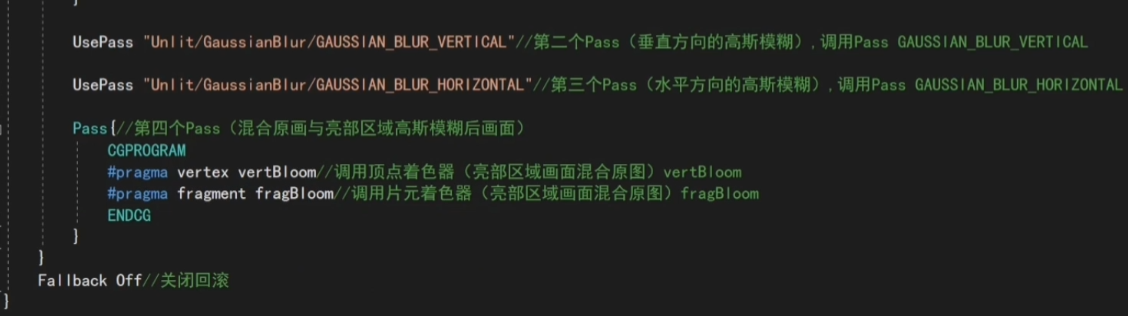 }
UsePass "Unlit/GaussianBlur/GAUSSIAN_BLUR_VERTICAL"//第二个Pass（垂直方向的高斯模糊）,调用Pass GAUSSIAN_BLUR_VERTICAL
UsePass "Unlit/GaussianBlur/GAUSSIAN_BLUR_HORIZONTAL"//第三个Pass（水平方向的高斯模糊）,调用Pass GAUSSIAN_BLUR_HORIZONTAL
Pass{//第四个Pass（混合原画与亮部区域高斯模糊后画面）
CGPROGRAM
#pragma vertex vertBloom//调用顶点着色器（亮部区域画面混合原图）vertBloom
#pragma fragment fragBloom//调用片元着色器（亮部区域画面混合原图）fragBloom
ENDCG
}
}
Fallback Off//关闭回滚
}